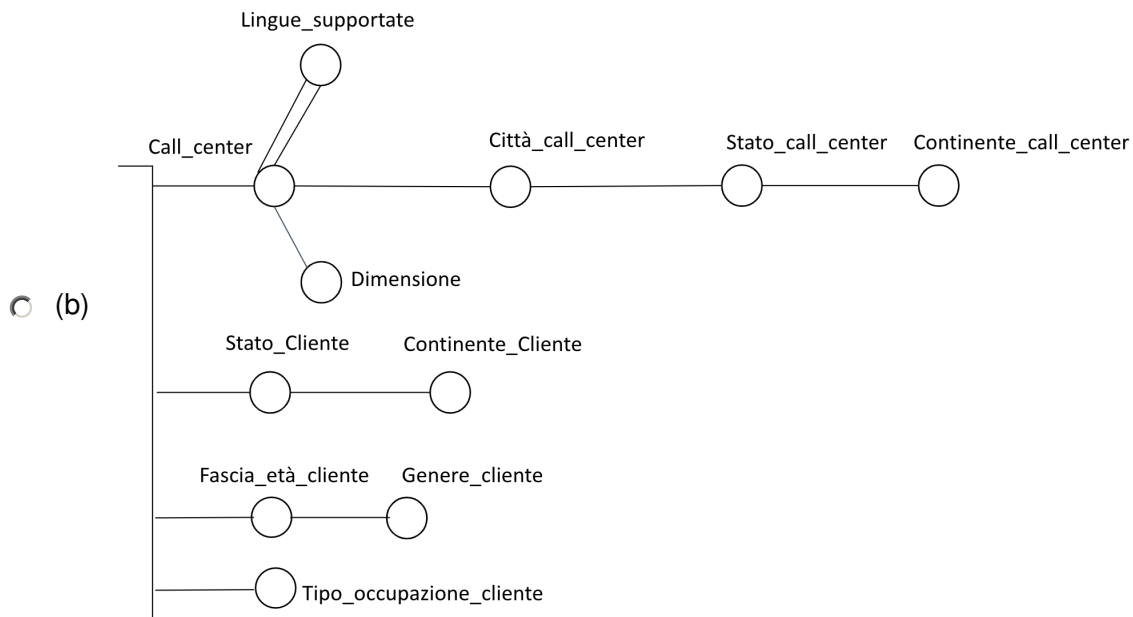 Lingue_supportate
Call_center
Città_call_center
Stato_call_center
Continente_call_center
Dimensione
(b)
Stato_Cliente
Continente_Cliente
Fascia_età_cliente
Genere_cliente
Tipo_occupazione_cliente